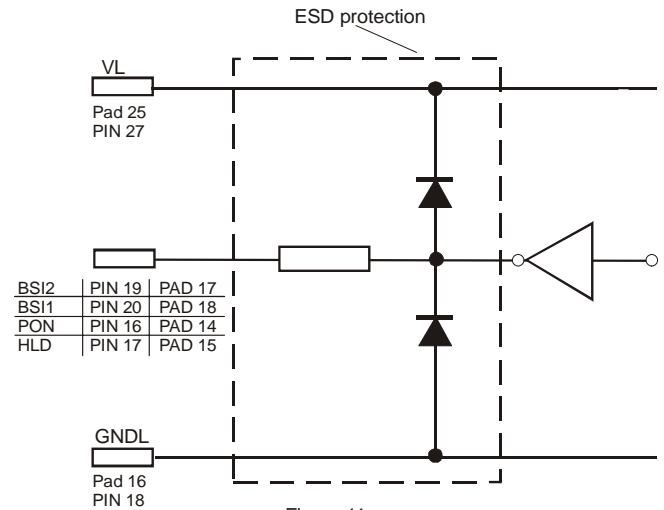 ESD protection
VL
Pad 25
PIN 27
BSI2 PIN 19 PAD 17
BSI1 PIN 20 PAD 18
PON PIN 16 PAD 14
HLD PIN 17 PAD 15
GNDL
Pad 16
PIN 18